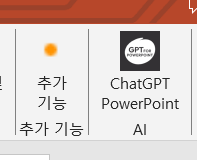 GPT FOR
POWERPOINT
추가
기능
ChatGPT
PowerPoint
추가 기능
AI